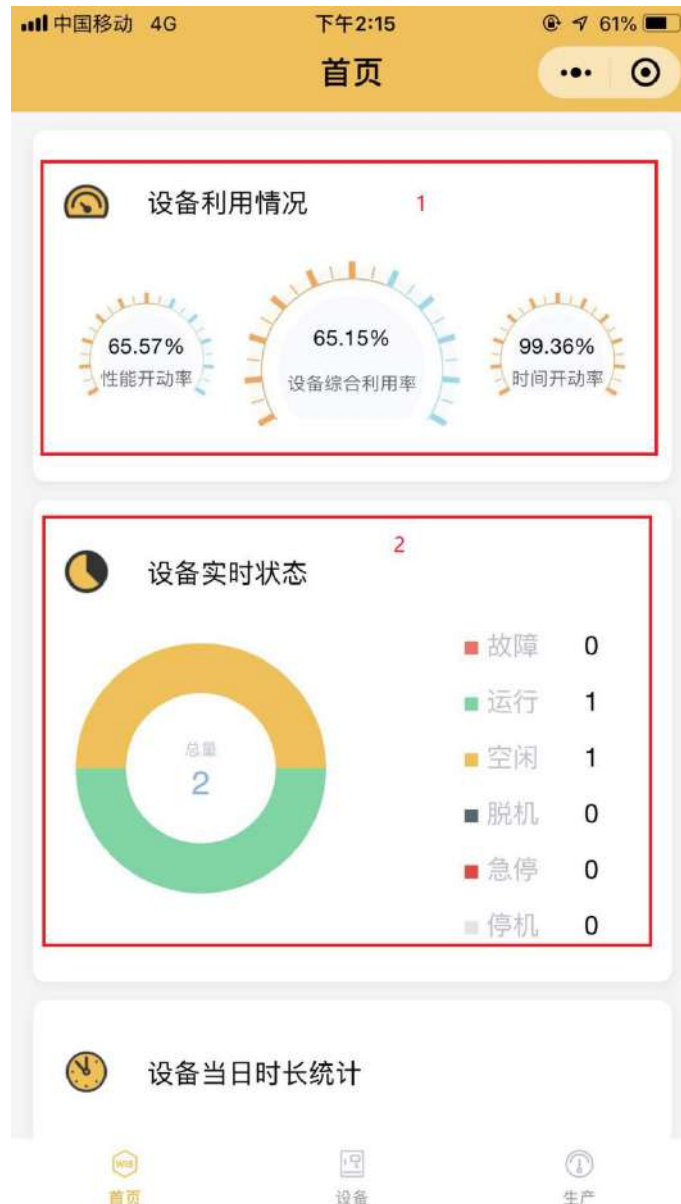 中国移动 4G 下午2:15 61%
首页
设备利用情况 1
65.57% 65.15% 99.36%
性能开动率 设备综合利用率 时间开动率
2
设备实时状态
故障 0
运行 1
总量
空闲 1
2
脱机 0
急停 0
停机 0
设备当日时长统计
WIS
首页 设备 生产